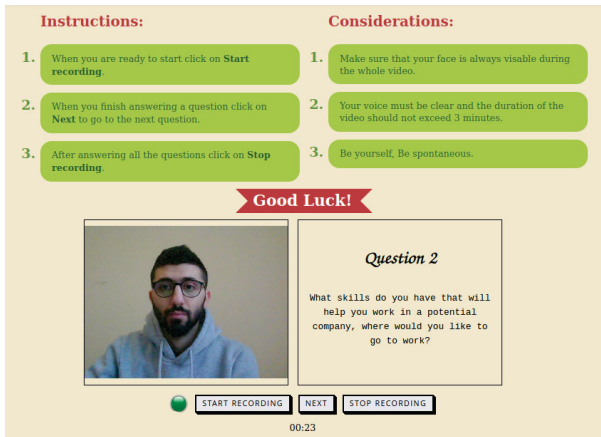 Instructions:
1. When you are ready to start click on Start
recording.
2. When you finish answering a question click on
Next to go to the next question.
3. After answering all the questions click on Stop
recording.
Considerations:
1. Make sure that your face is always visable during
the whole video.
2. Your voice must be clear and the duration of the
video should not exceed 3 minutes.
3. Be yourself, Be spontaneous.
Good Luck!
Question 2
What skills do you have that will
help you work in a potential
company, where would you like to
go to work?
START RECORDING NEXT STOP RECORDING
00:23